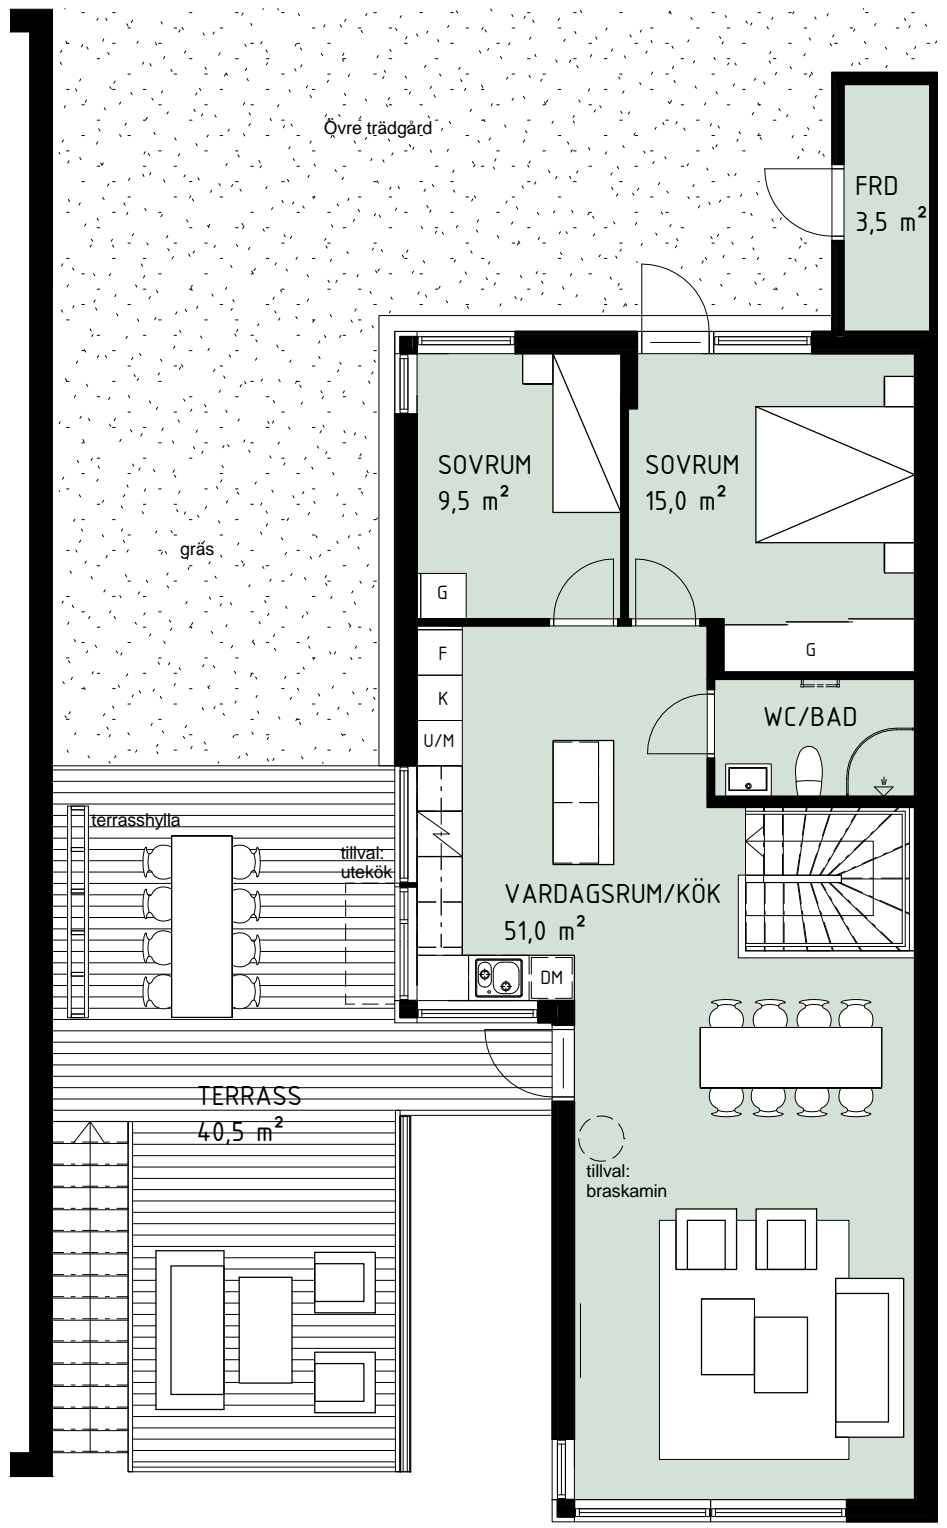 Övre trädgård
FRD
3,5 m²
SOVRUM
9,5 m²
SOVRUM
15,0 m²
gräs
G
G
F
K
U/M
WC/BAD
terrasshylla
tillval:
utekök
VARDAGSRUM/KÖK
51,0 m²
DM
TERRASS
40,5 m²
tillval:
braskamin